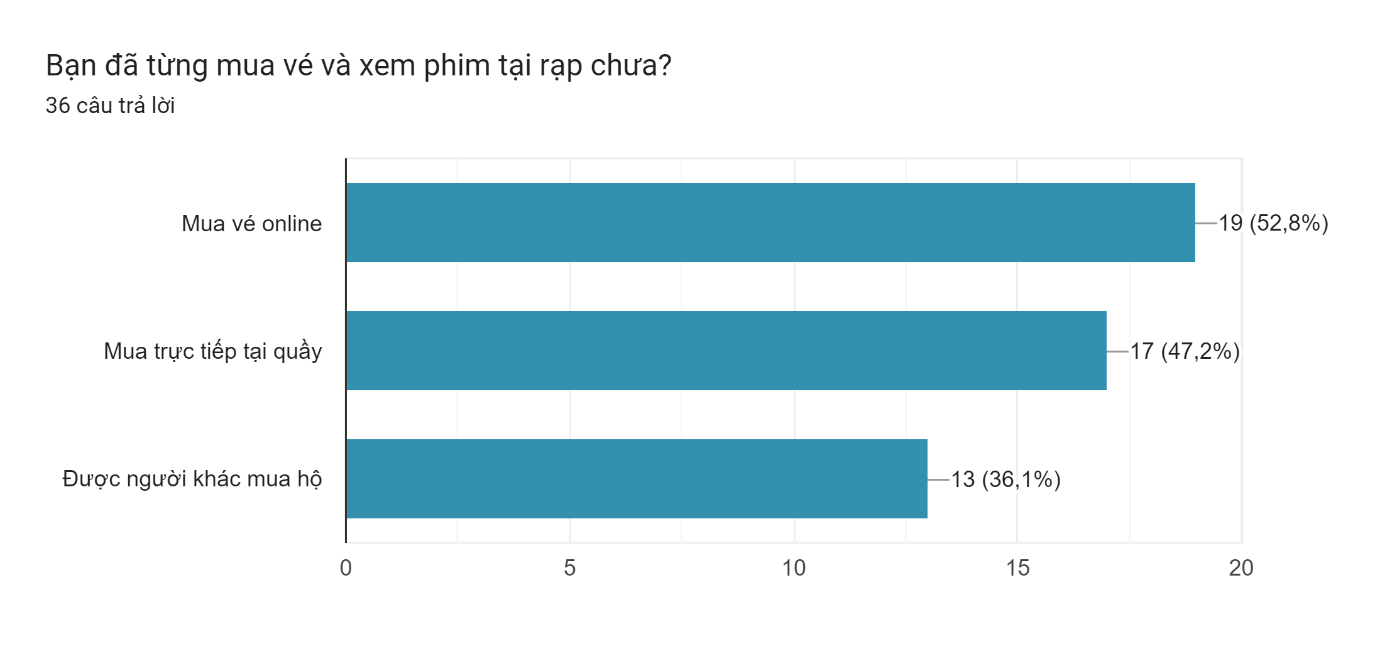 Bạn đã từng mua vé và xem phim tại rạp chưa?
36 câu trả lời
Mua vé online
19 (52,8%)
Mua trực tiếp tại quầy
17 (47,2%)
Được người khác mua hộ
13 (36,1%)
0 5 10 15 20